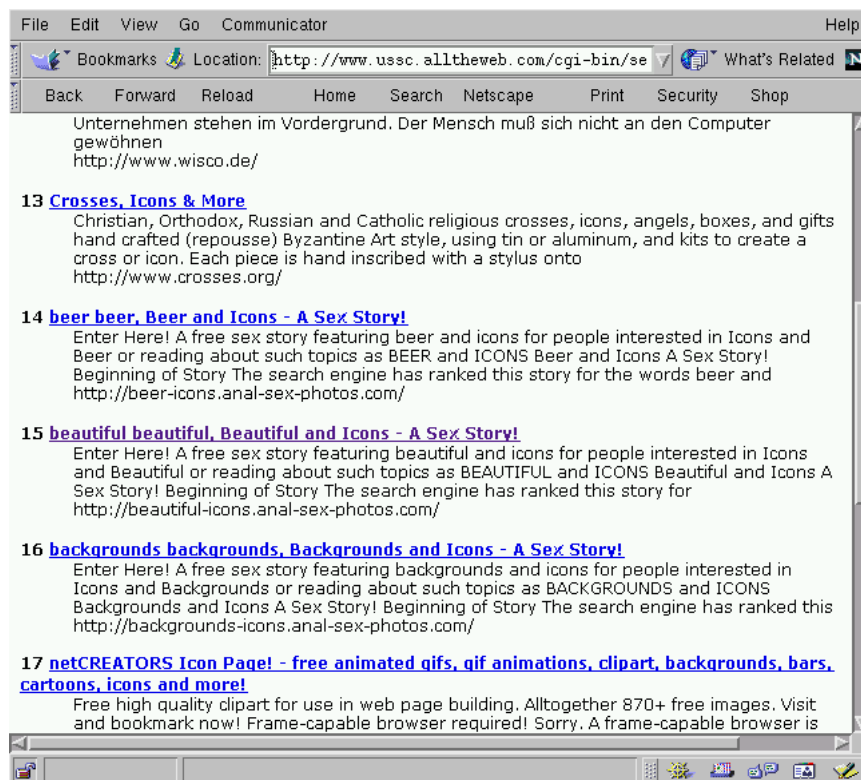 File Edit View Go Communicator Help
Bookmarks Location: http://www.ussc.alltheweb.com/cgi-bin/se What's Related N
Back Forward Reload Home Search Netscape Print Security Shop
Unternehmen stehen im Vordergrund. Der Mensch muß sich nicht an den Computer
gewöhnen
http://www.wisco.de/
13 Crosses, Icons & More
Christian, Orthodox, Russian and Catholic religious crosses, icons, angels, boxes, and gifts
hand crafted (repousse) Byzantine Art style, using tin or aluminum, and kits to create a
cross or icon. Each piece is hand inscribed with a stylus onto
http://www.crosses.org/
14 beer beer, Beer and Icons - A Sex Story!
Enter Here! A free sex story featuring beer and icons for people interested in Icons and
Beer or reading about such topics as BEER and ICONS Beer and Icons A Sex Story!
Beginning of Story The search engine has ranked this story for the words beer and
http://beer-icons.anal-sex-photos.com/
15 beautiful beautiful, Beautiful and Icons - A Sex Story!
Enter Here! A free sex story featuring beautiful and icons for people interested in Icons
and Beautiful or reading about such topics as BEAUTIFUL and ICONS Beautiful and Icons A
Sex Story! Beginning of Story The search engine has ranked this story for
http://beautiful-icons.anal-sex-photos.com/
16 backgrounds backgrounds, Backgrounds and Icons - A Sex Story!
Enter Here! A free sex story featuring backgrounds and icons for people interested in
Icons and Backgrounds or reading about such topics as BACKGROUNDS and ICONS
Backgrounds and Icons A Sex Story! Beginning of Story The search engine has ranked this
http://backgrounds-icons.anal-sex-photos.com/
17 netCREATORS Icon Page! - free animated gifs, gif animations, clipart, backgrounds, bars,
cartoons, icons and more!
Free high quality clipart for use in web page building. Alltogether 870+ free images. Visit
and bookmark now! Frame-capable browser required! Sorry. A frame-capable browser is